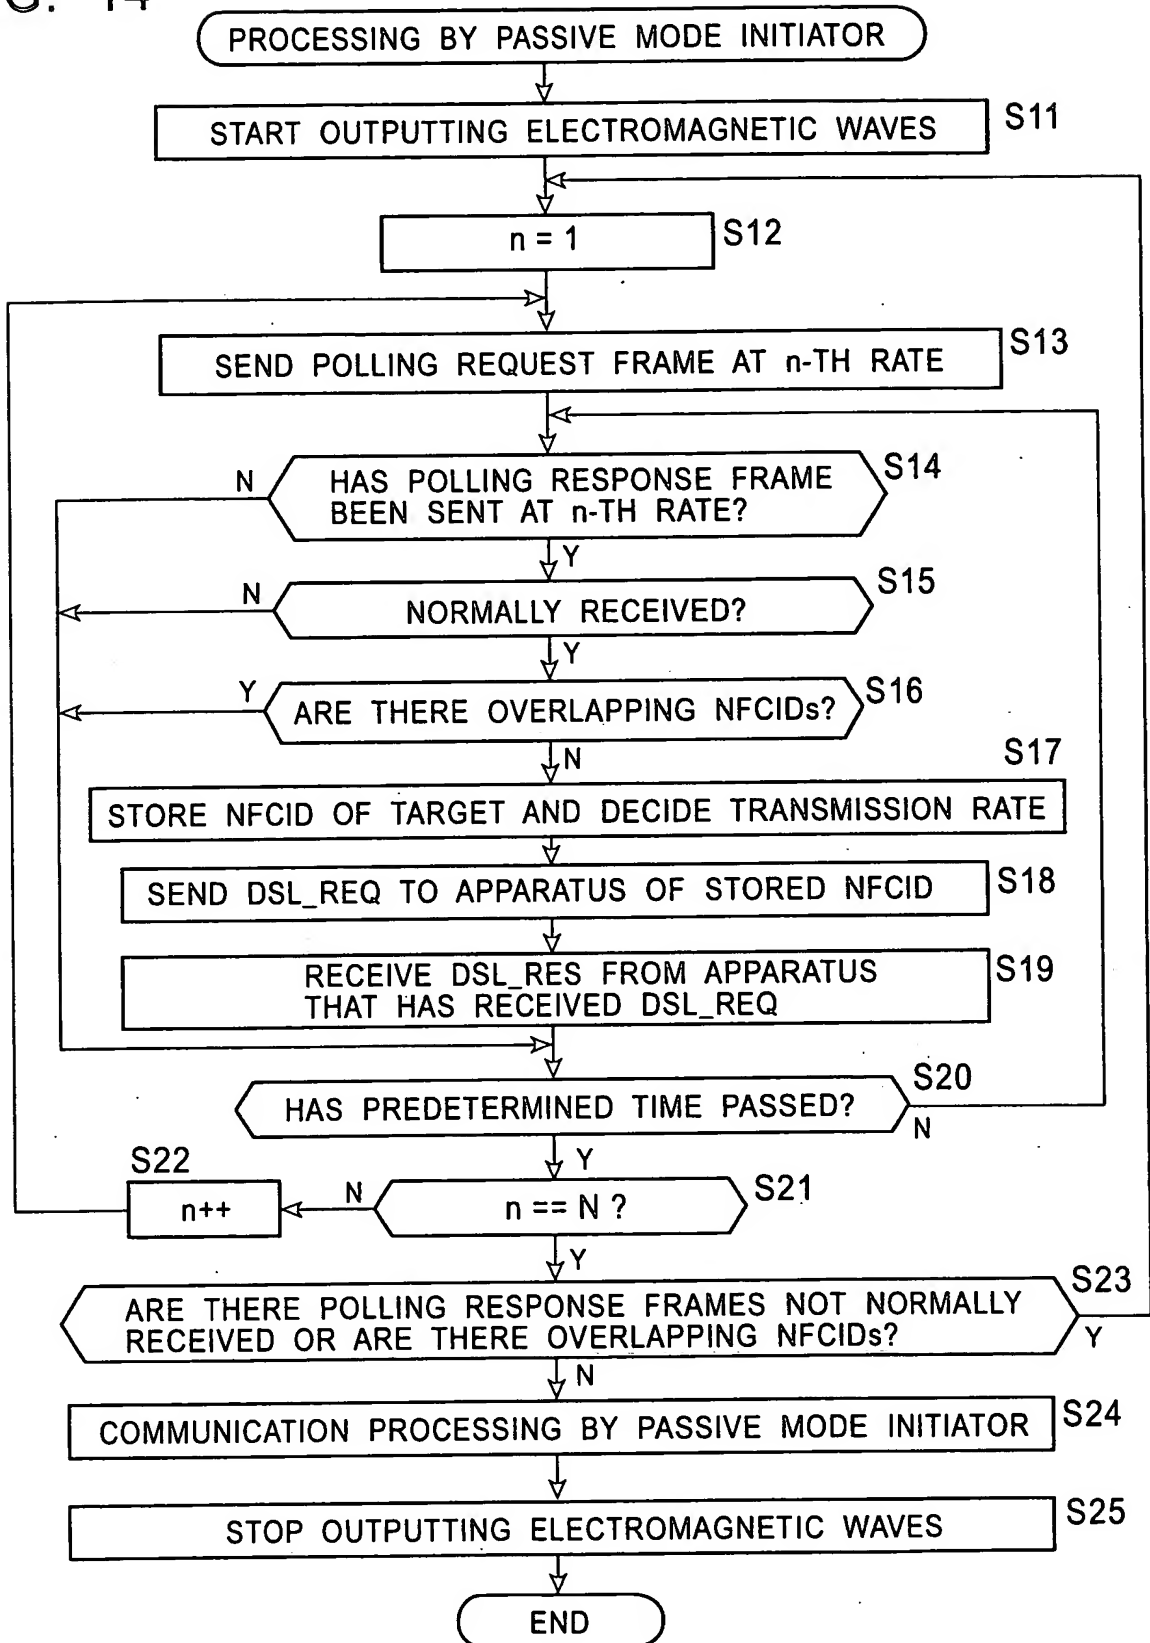 PROCESSING BY PASSIVE MODE INITIATOR
START OUTPUTTING ELECTROMAGNETIC WAVES
S11
n = 1
S12
SEND POLLING REQUEST FRAME AT n-TH RATE
S13
N
HAS POLLING RESPONSE FRAME
BEEN SENT AT n-TH RATE?
S14
Y
N
NORMALLY RECEIVED?
S15
Y
Y
ARE THERE OVERLAPPING NFCIDs?
S16
N
S17
STORE NFCID OF TARGET AND DECIDE TRANSMISSION RATE
SEND DSL_REQ TO APPARATUS OF STORED NFCID
S18
RECEIVE DSL_RES FROM APPARATUS
THAT HAS RECEIVED DSL_REQ
S19
HAS PREDETERMINED TIME PASSED?
S20
N
Y
S22
n++
N
n == N ?
S21
Y
ARE THERE POLLING RESPONSE FRAMES NOT NORMALLY
RECEIVED OR ARE THERE OVERLAPPING NFCIDs?
S23
Y
N
COMMUNICATION PROCESSING BY PASSIVE MODE INITIATOR
S24
STOP OUTPUTTING ELECTROMAGNETIC WAVES
S25
END